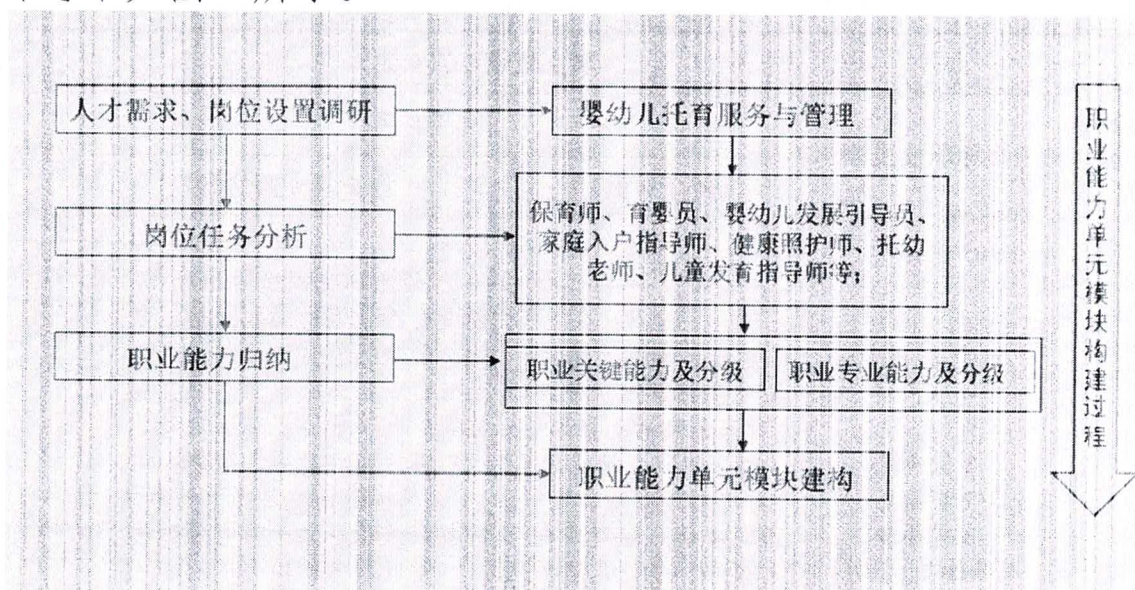 人才需求、岗位设置调研
婴幼儿托育服务与管理
岗位任务分析
保育师、育婴员、婴幼儿发展引导员、
家庭入户指导师、健康照护师、托幼
老师、儿童发育指导师等;
职业能力归纳
职业关键能力及分级
职业专业能力及分级
职业能力单元模块建构
职业能力单元模块构建过程